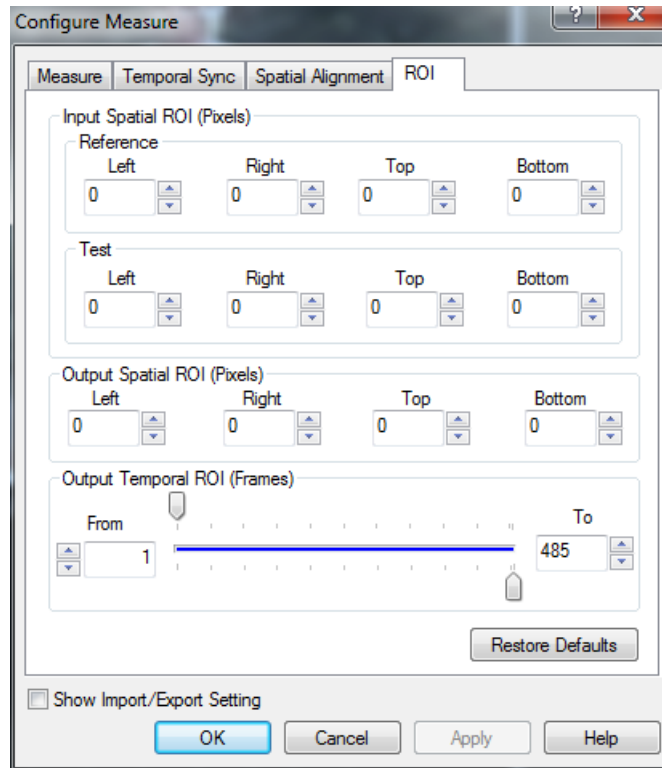 Configure Measure
? X
Measure Temporal Sync Spatial Alignment ROI
Input Spatial ROI (Pixels)
Reference
Left Right Top Bottom
0 0 0 0
Test
Left Right Top Bottom
0 0 0 0
Output Spatial ROI (Pixels)
Left Right Top Bottom
0 0 0 0
Output Temporal ROI (Frames)
From To
1 485
Restore Defaults
Show Import/Export Setting
OK Cancel Apply Help